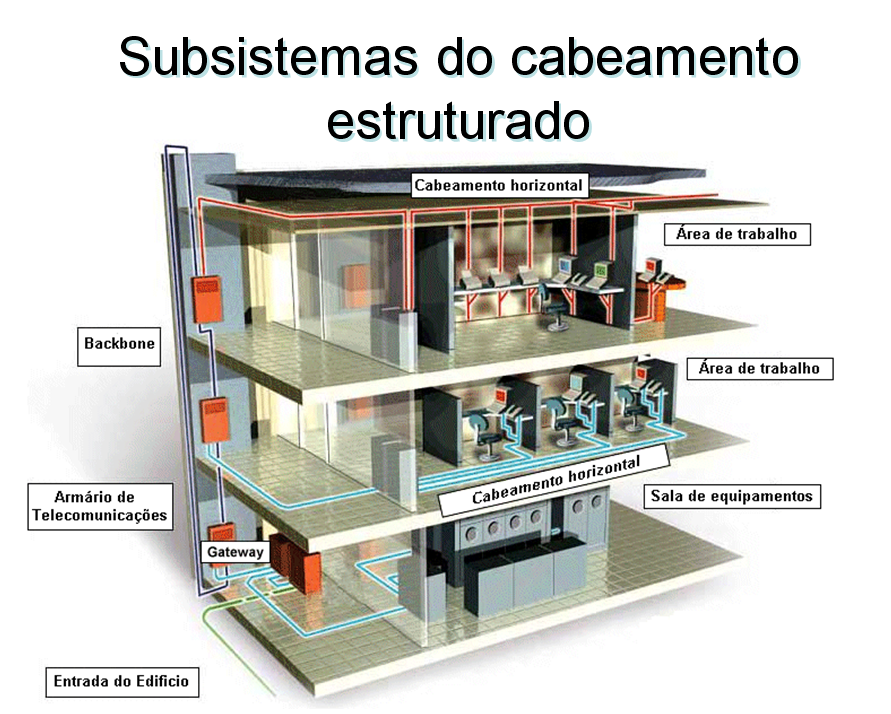 Subsistemas do cabeamento
estruturado
Cabeamento horizontal
Área de trabalho
Backbone
Área de trabalho
Cabeamento horizontal
Armário de
Telecomunicações
Sala de equipamentos
Gateway
Entrada do Edificio